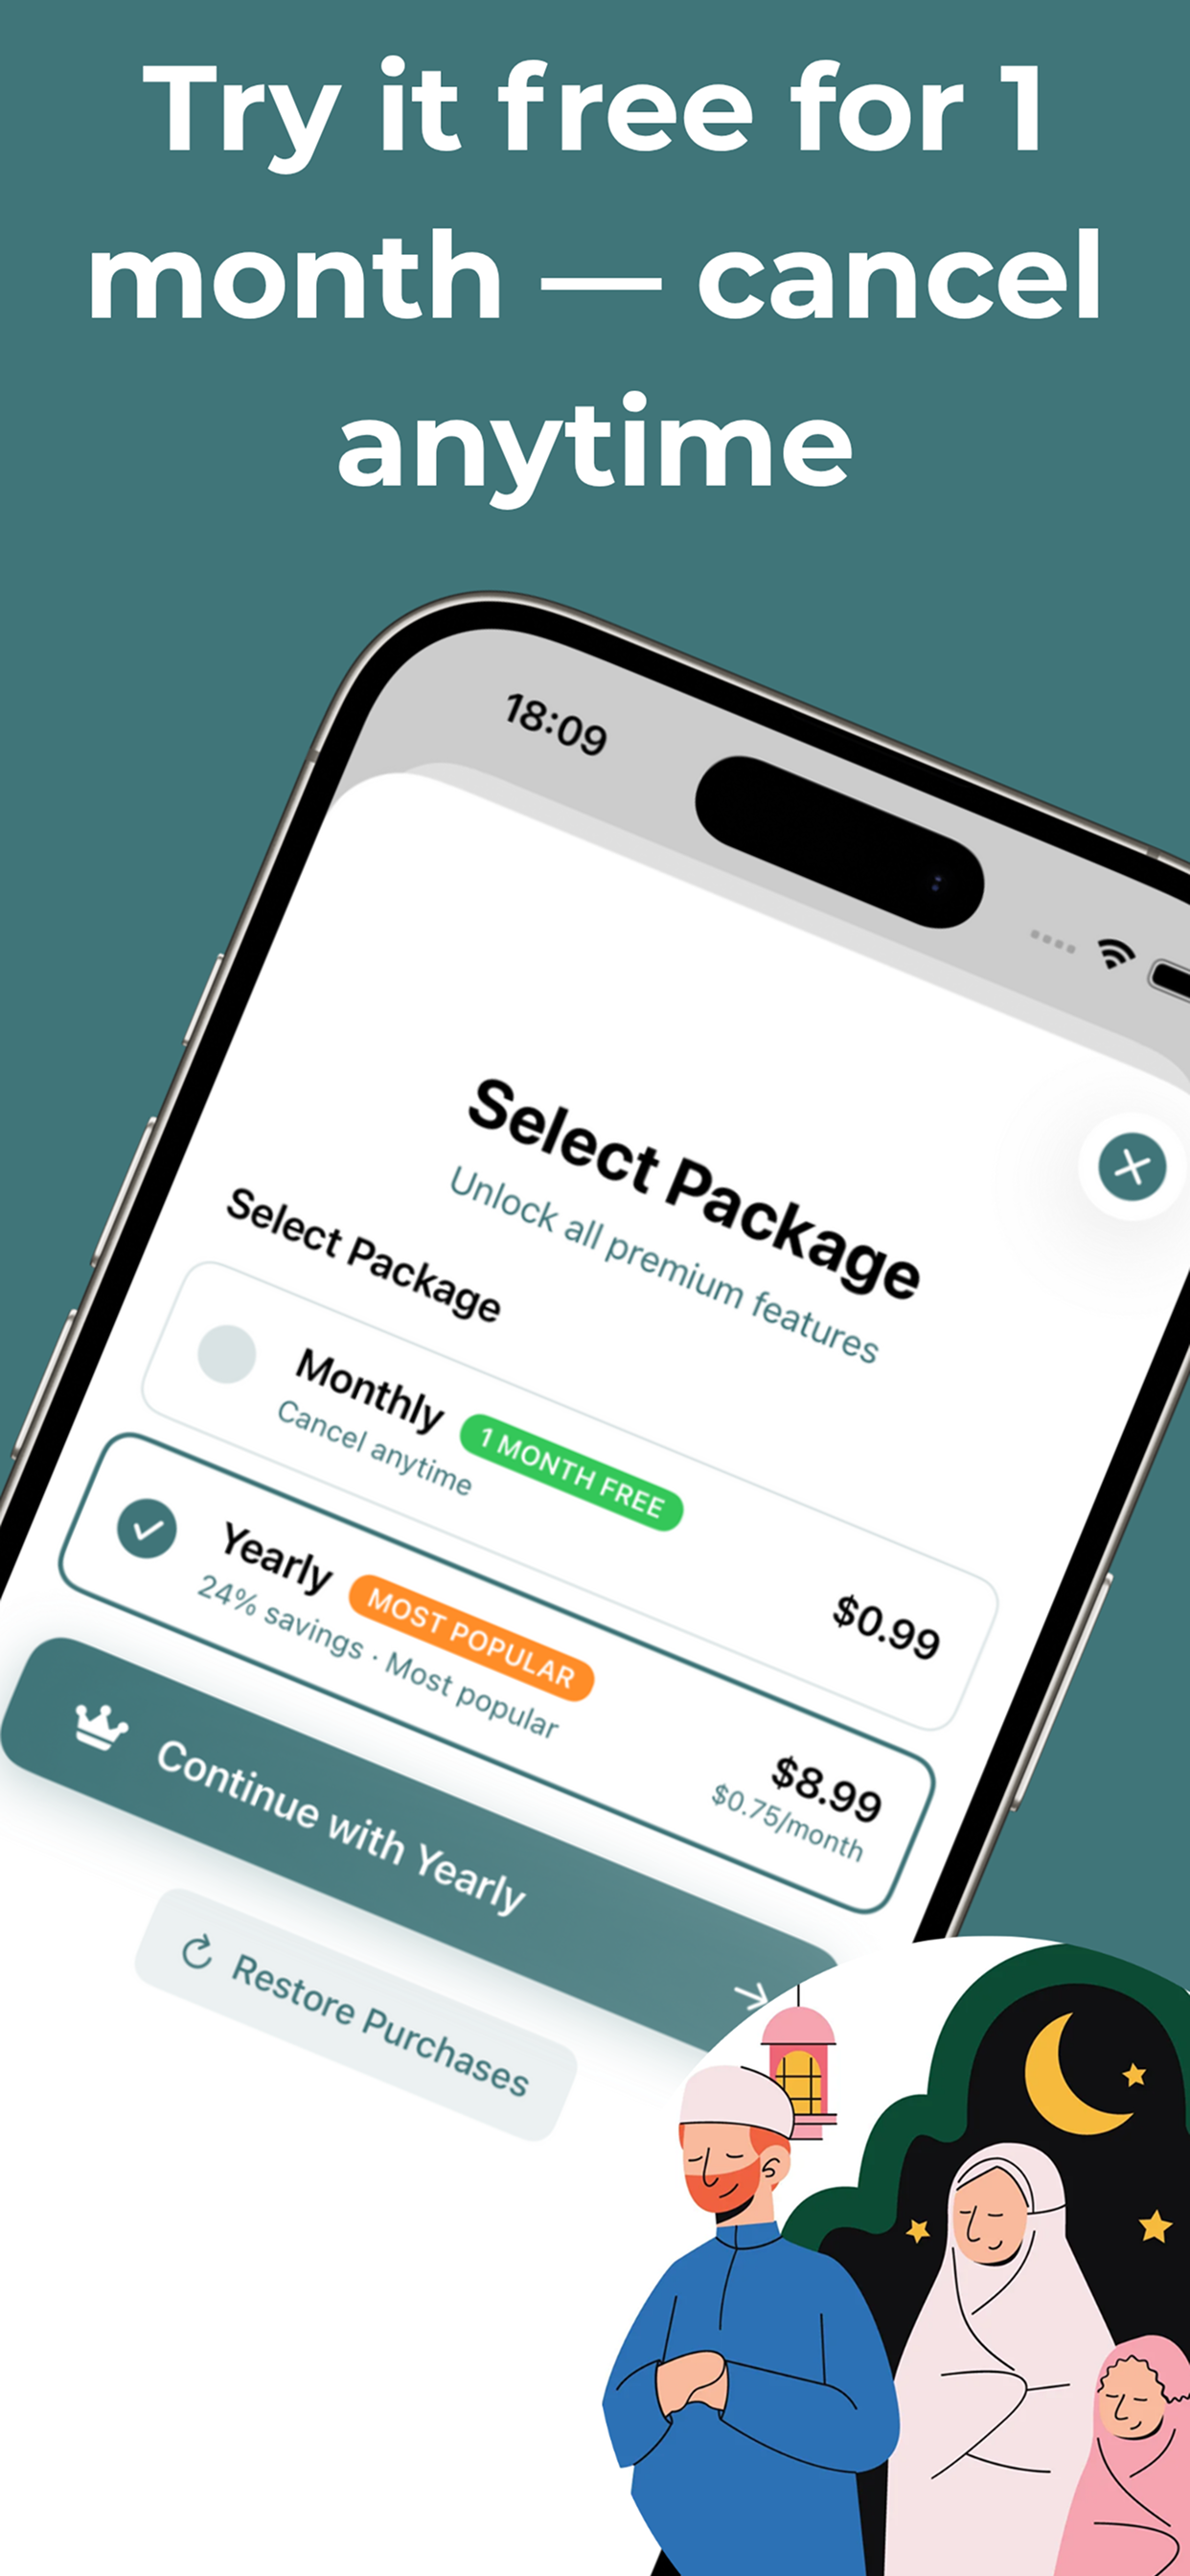 Try it free for 1
month — cancel
anytime
18:09
Select Package
Unlock all premium features
Select Package
Monthly 1 MONTH FREE
Cancel anytime
$0.99
Yearly MOST POPULAR
24% savings · Most popular
$8.99
$0.75/month
Continue with Yearly
Restore Purchases